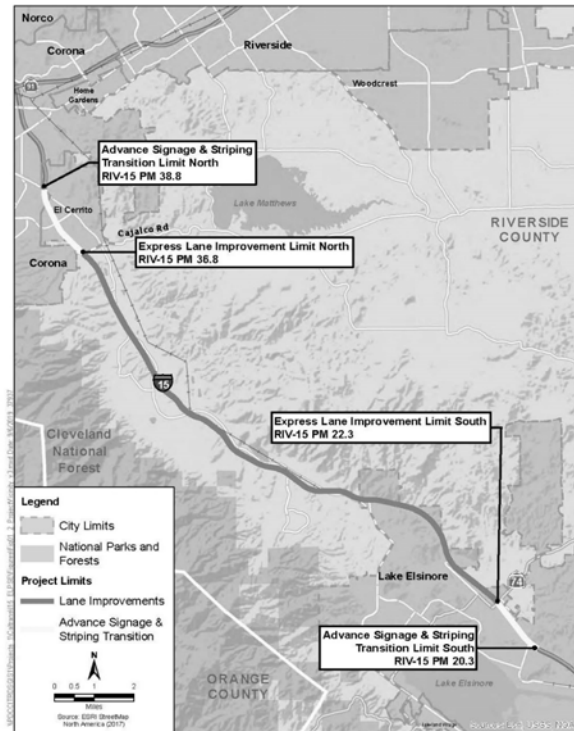 Norco
Corona
Riverside
91
Home
Gardens
Woodcrest
Advance Signage & Striping
Transition Limit North
RIV-15 PM 38.8
El Cerrito
Lake Matthews
Cajalco Rd
RIVERSIDE
COUNTY
Express Lane Improvement Limit North
RIV-15 PM 36.8
Corona
15
Express Lane Improvement Limit South
RIV-15 PM 22.3
Cleveland
National
Forest
Legend
City Limits
National Parks and
Forests
Project Limits
Lane Improvements
Advance Signage &
Striping Transition
Lake Elsinore
74
Advance Signage & Striping
Transition Limit South
RIV-15 PM 20.3
N
0 0.5 1 2
Miles
Source: ESRI StreetMap
North America (2017)
ORANGE
COUNTY
Lake Elsinore